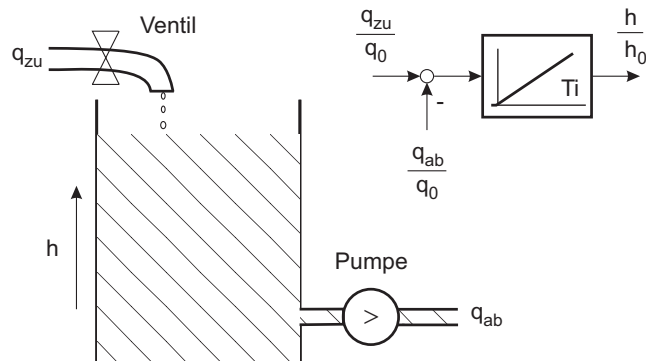 Ventil
q_zu
h
Pumpe
>
q_ab
q_zu
q_0
-
q_ab
q_0
Ti
h
h_0